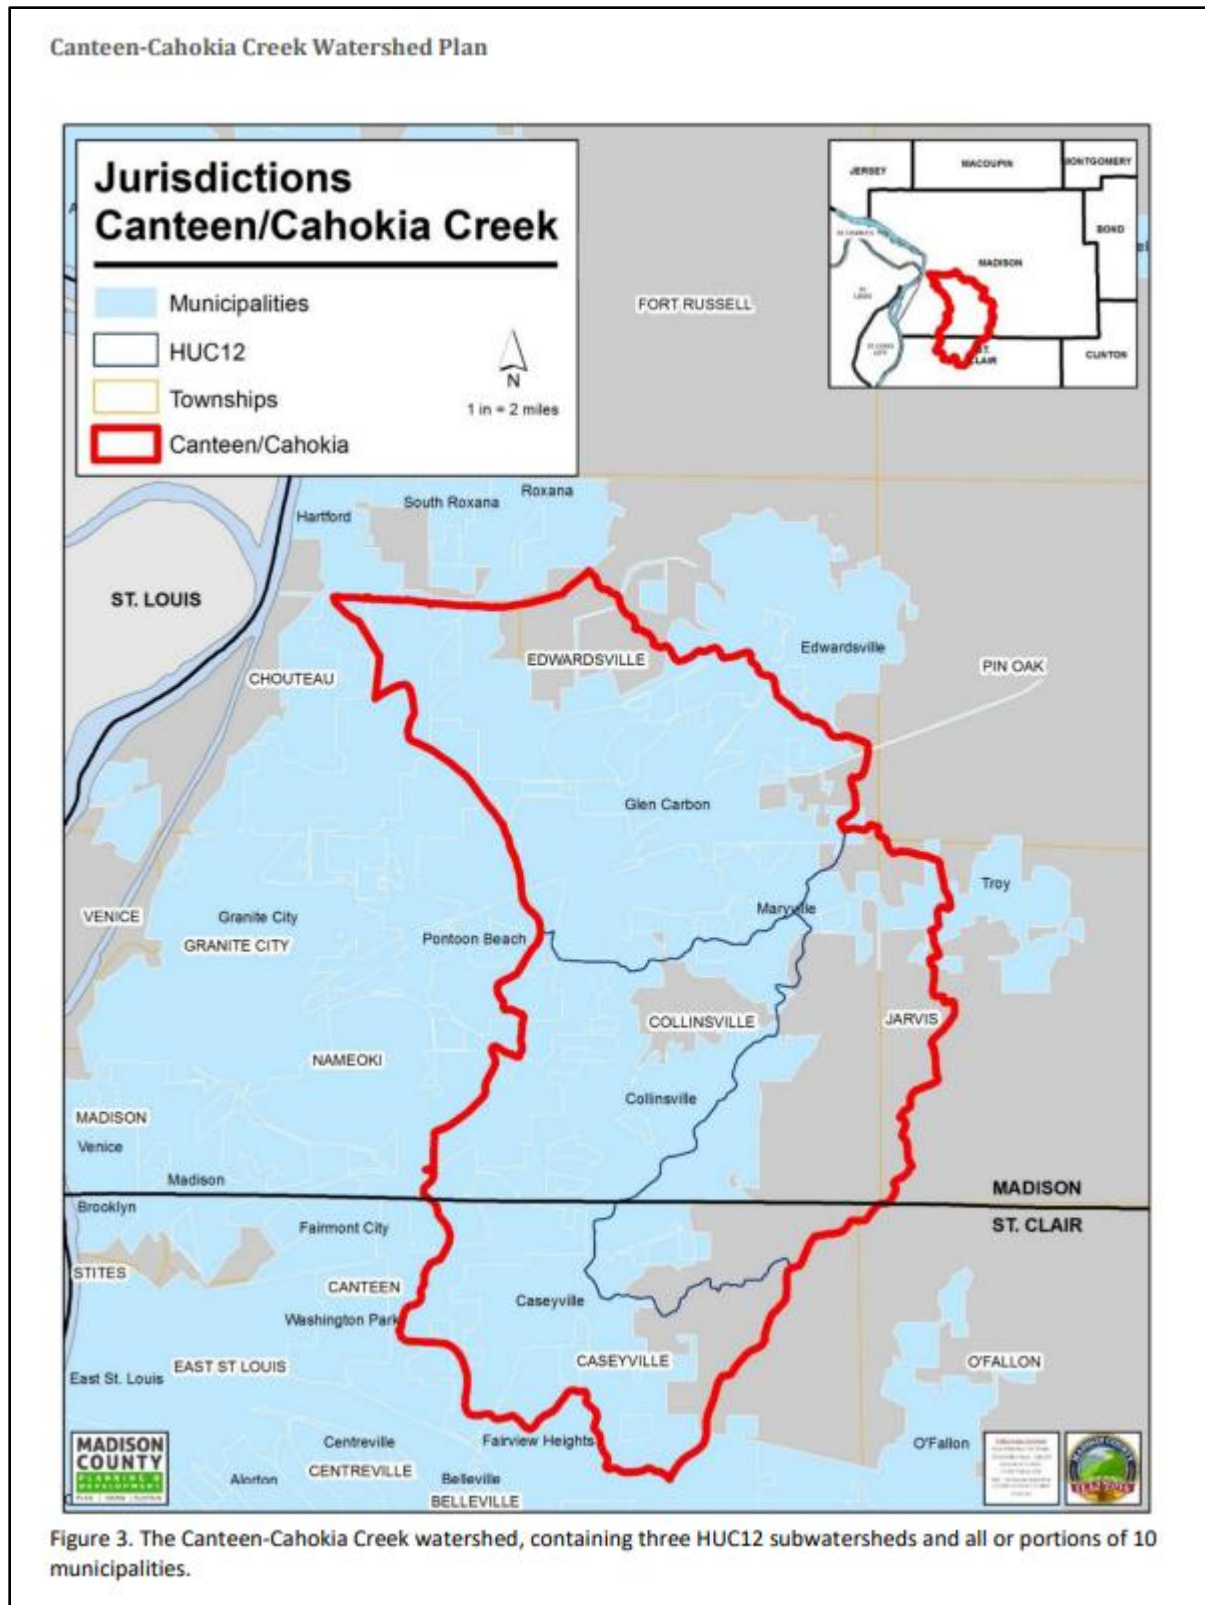 Canteen-Cahokia Creek Watershed Plan
Jurisdictions
Canteen/Cahokia Creek
Municipalities
HUC12
Townships
Canteen/Cahokia
N
1 in = 2 miles
JERSEY
MACOUPIN
MONTGOMERY
BOND
MADISON
ST. CLAIR
CLINTON
FORT RUSSELL
Roxana
South Roxana
Hartford
ST. LOUIS
EDWARDSVILLE
Edwardsville
PIN OAK
CHOUTEAU
Glen Carbon
Troy
Maryville
VENICE
Granite City
GRANITE CITY
Pontoon Beach
COLLINSVILLE
JARVIS
NAMEOKI
Collinsville
MADISON
Venice
Madison
MADISON
Brooklyn
ST. CLAIR
Fairmont City
STITES
CANTEEN
Caseyville
Washington Park
EAST ST LOUIS
CASEYVILLE
O'FALLON
East St. Louis
Centreville
Fairview Heights
O'Fallon
CENTREVILLE
Alorton
Belleville
BELLEVILLE
MADISON
COUNTY
PLANNING &
DEVELOPMENT
Figure 3. The Canteen-Cahokia Creek watershed, containing three HUC12 subwatersheds and all or portions of 10
municipalities.